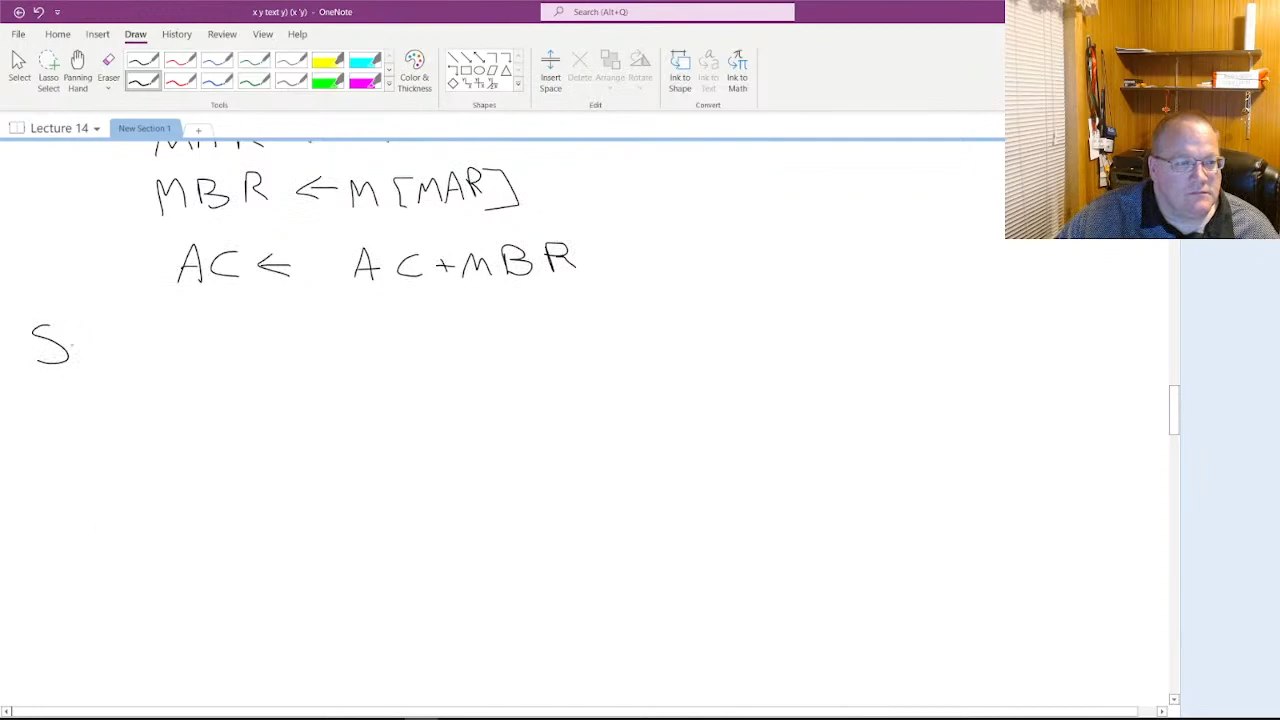 x y text y) (x 'y) - OneNote
Search (Alt+Q)
File Home Insert Draw History Review View Help
Select
Lasso Select
Panning Hand
Erase
Color & Thickness
Insert Space
Delete
Arrange
Rotate
Ink to Shape
Ink to Text
Ink to Math
Tools
Shapes
Edit
Convert
Lecture 14
New Section 1
+
MBR ← M[MAR]
AC ← AC+MBR
S